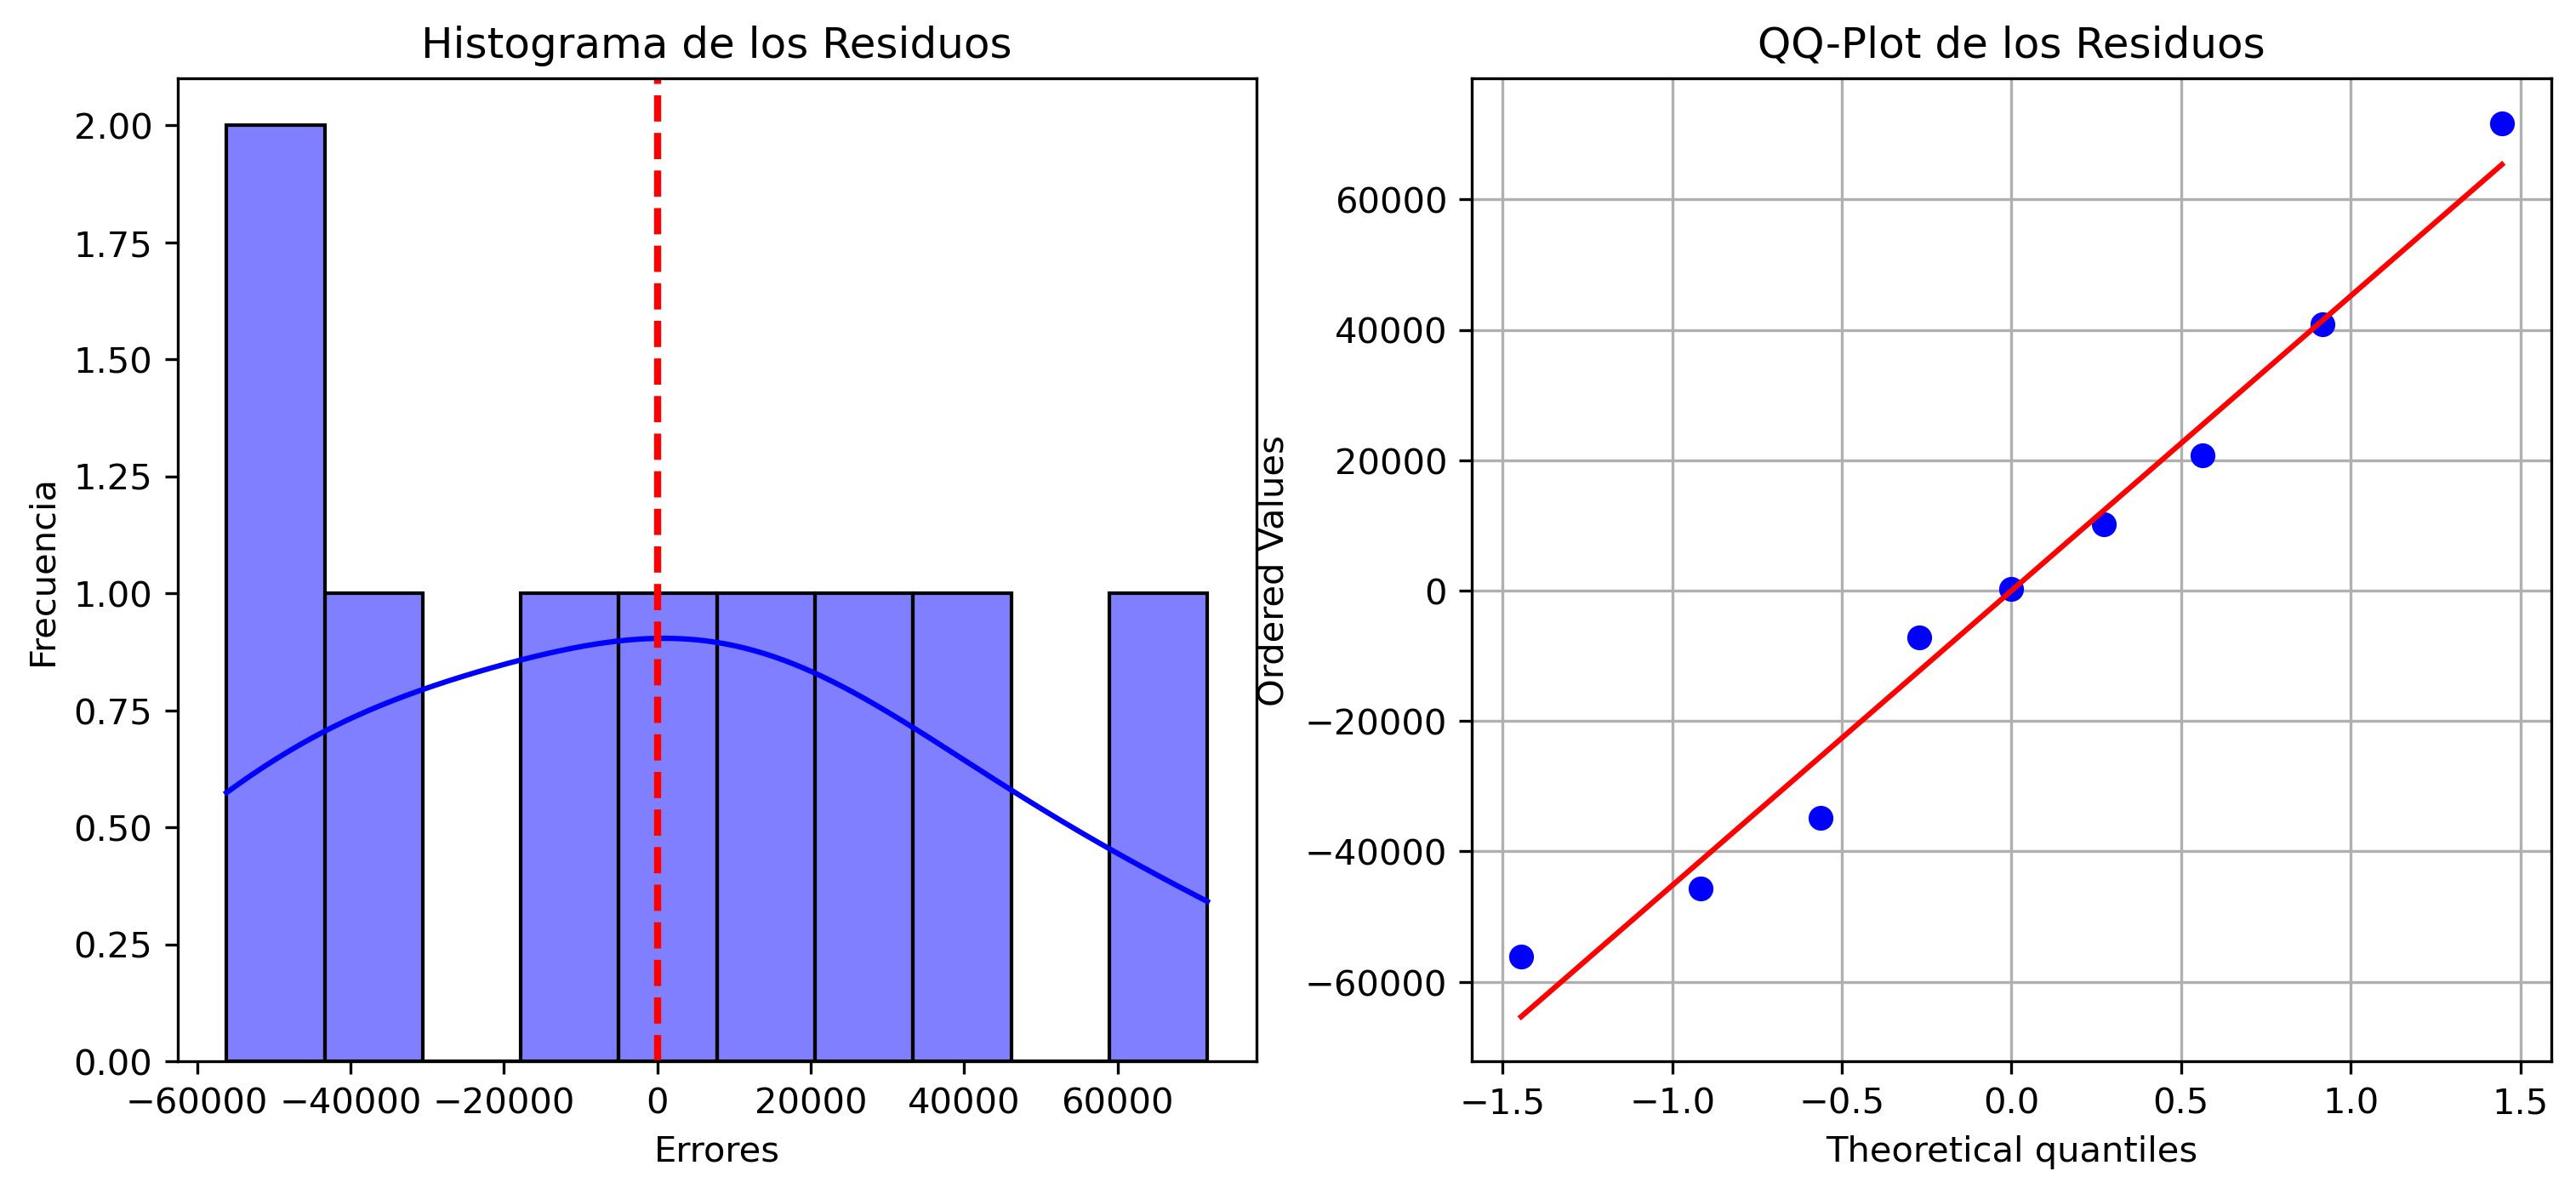 Histograma de los Residuos
2.00
1.75
1.50
1.25
1.00
0.75
0.50
0.25
0.00
Frecuencia
−60000 −40000 −20000 0 20000 40000 60000
Errores
QQ-Plot de los Residuos
60000
40000
20000
0
−20000
−40000
−60000
Ordered Values
−1.5 −1.0 −0.5 0.0 0.5 1.0 1.5
Theoretical quantiles